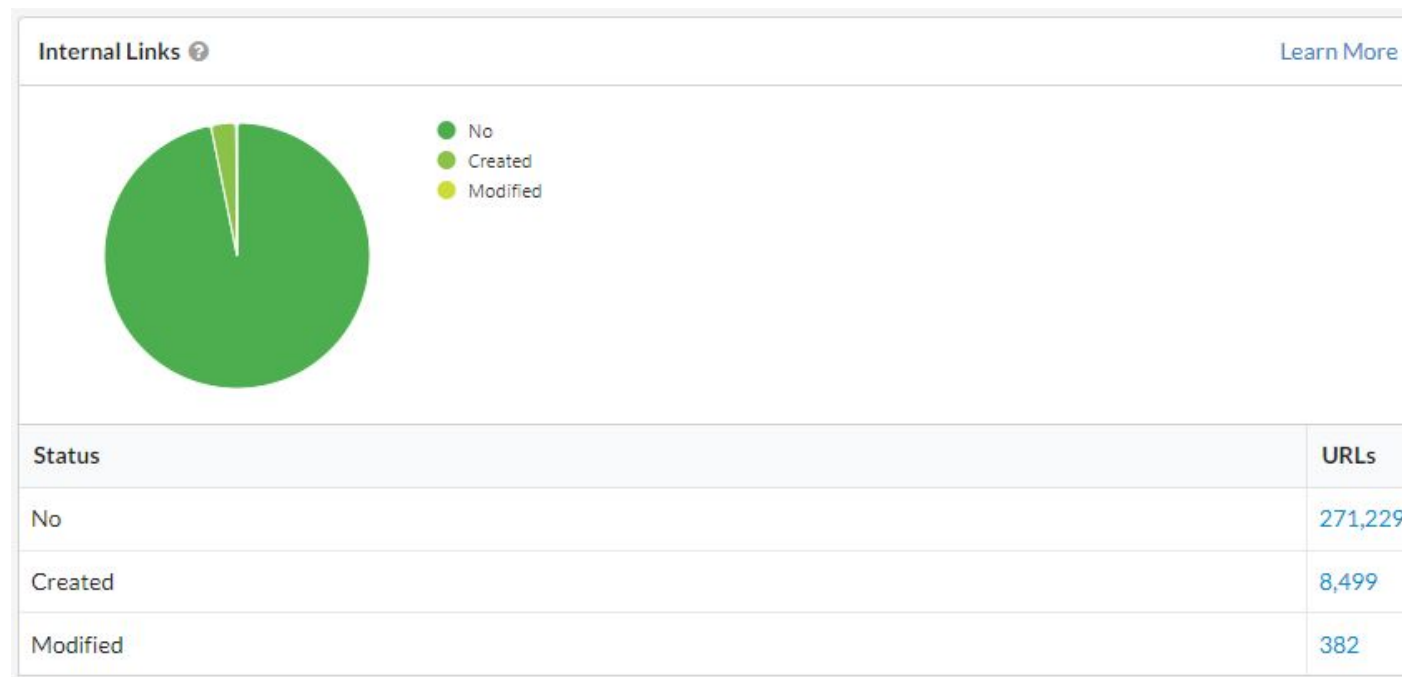 Internal Links ?
Learn More
No
Created
Modified
Status URLs
No 271,229
Created 8,499
Modified 382